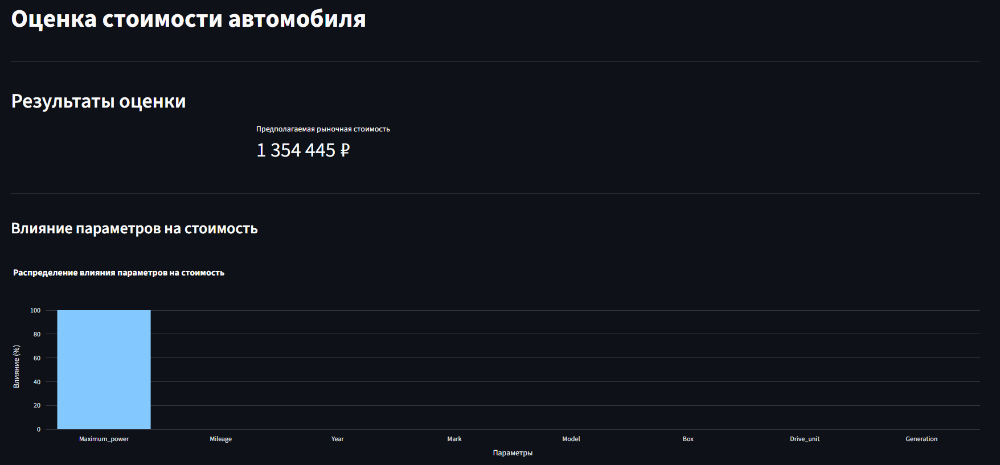 Оценка стоимости автомобиля
Результаты оценки
Предполагаемая рыночная стоимость
1 354 445 ₽
Влияние параметров на стоимость
Распределение влияния параметров на стоимость
Влияние (%)
100
80
60
40
20
0
Maximum_power Mileage Year Mark Model Box Drive_unit Generation
Параметры